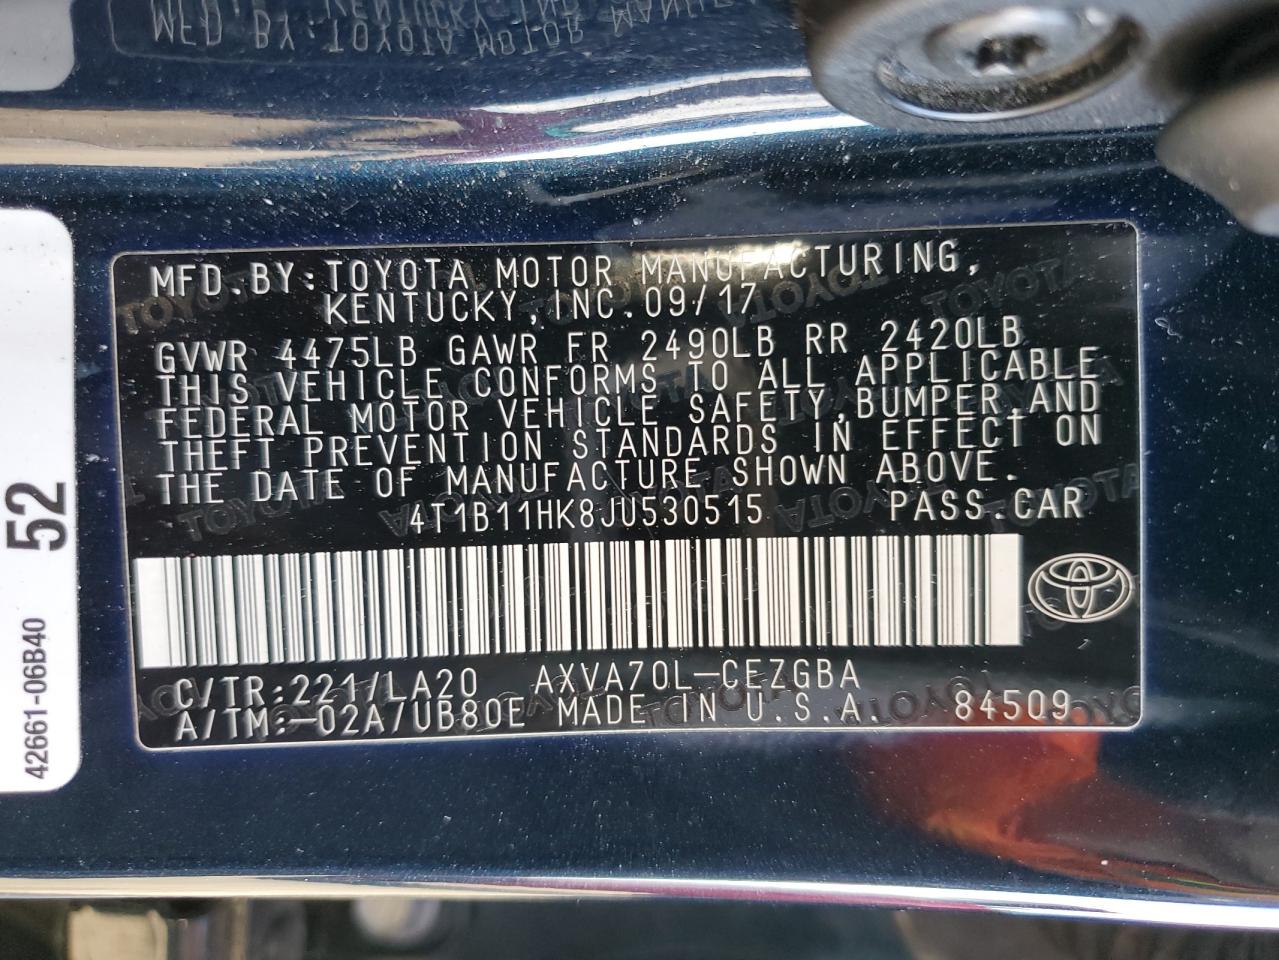 MFD.BY:TOYOTA MOTOR MANUFACTURING,
KENTUCKY,INC.09/17
GVWR 4475LB GAWR FR 2490LB RR 2420LB
THIS VEHICLE CONFORMS TO ALL APPLICABLE
FEDERAL MOTOR VEHICLE SAFETY,BUMPER,AND
THEFT PREVENTION STANDARDS IN EFFECT ON
THE DATE OF MANUFACTURE SHOWN ABOVE.
4T1B11HK8JU530515 PASS.CAR
C/TR:221/LA20 AXVA70L-CEZGBA
A/TM:-02A/UB80E MADE IN U.S.A. 84509
52
42661-06B40